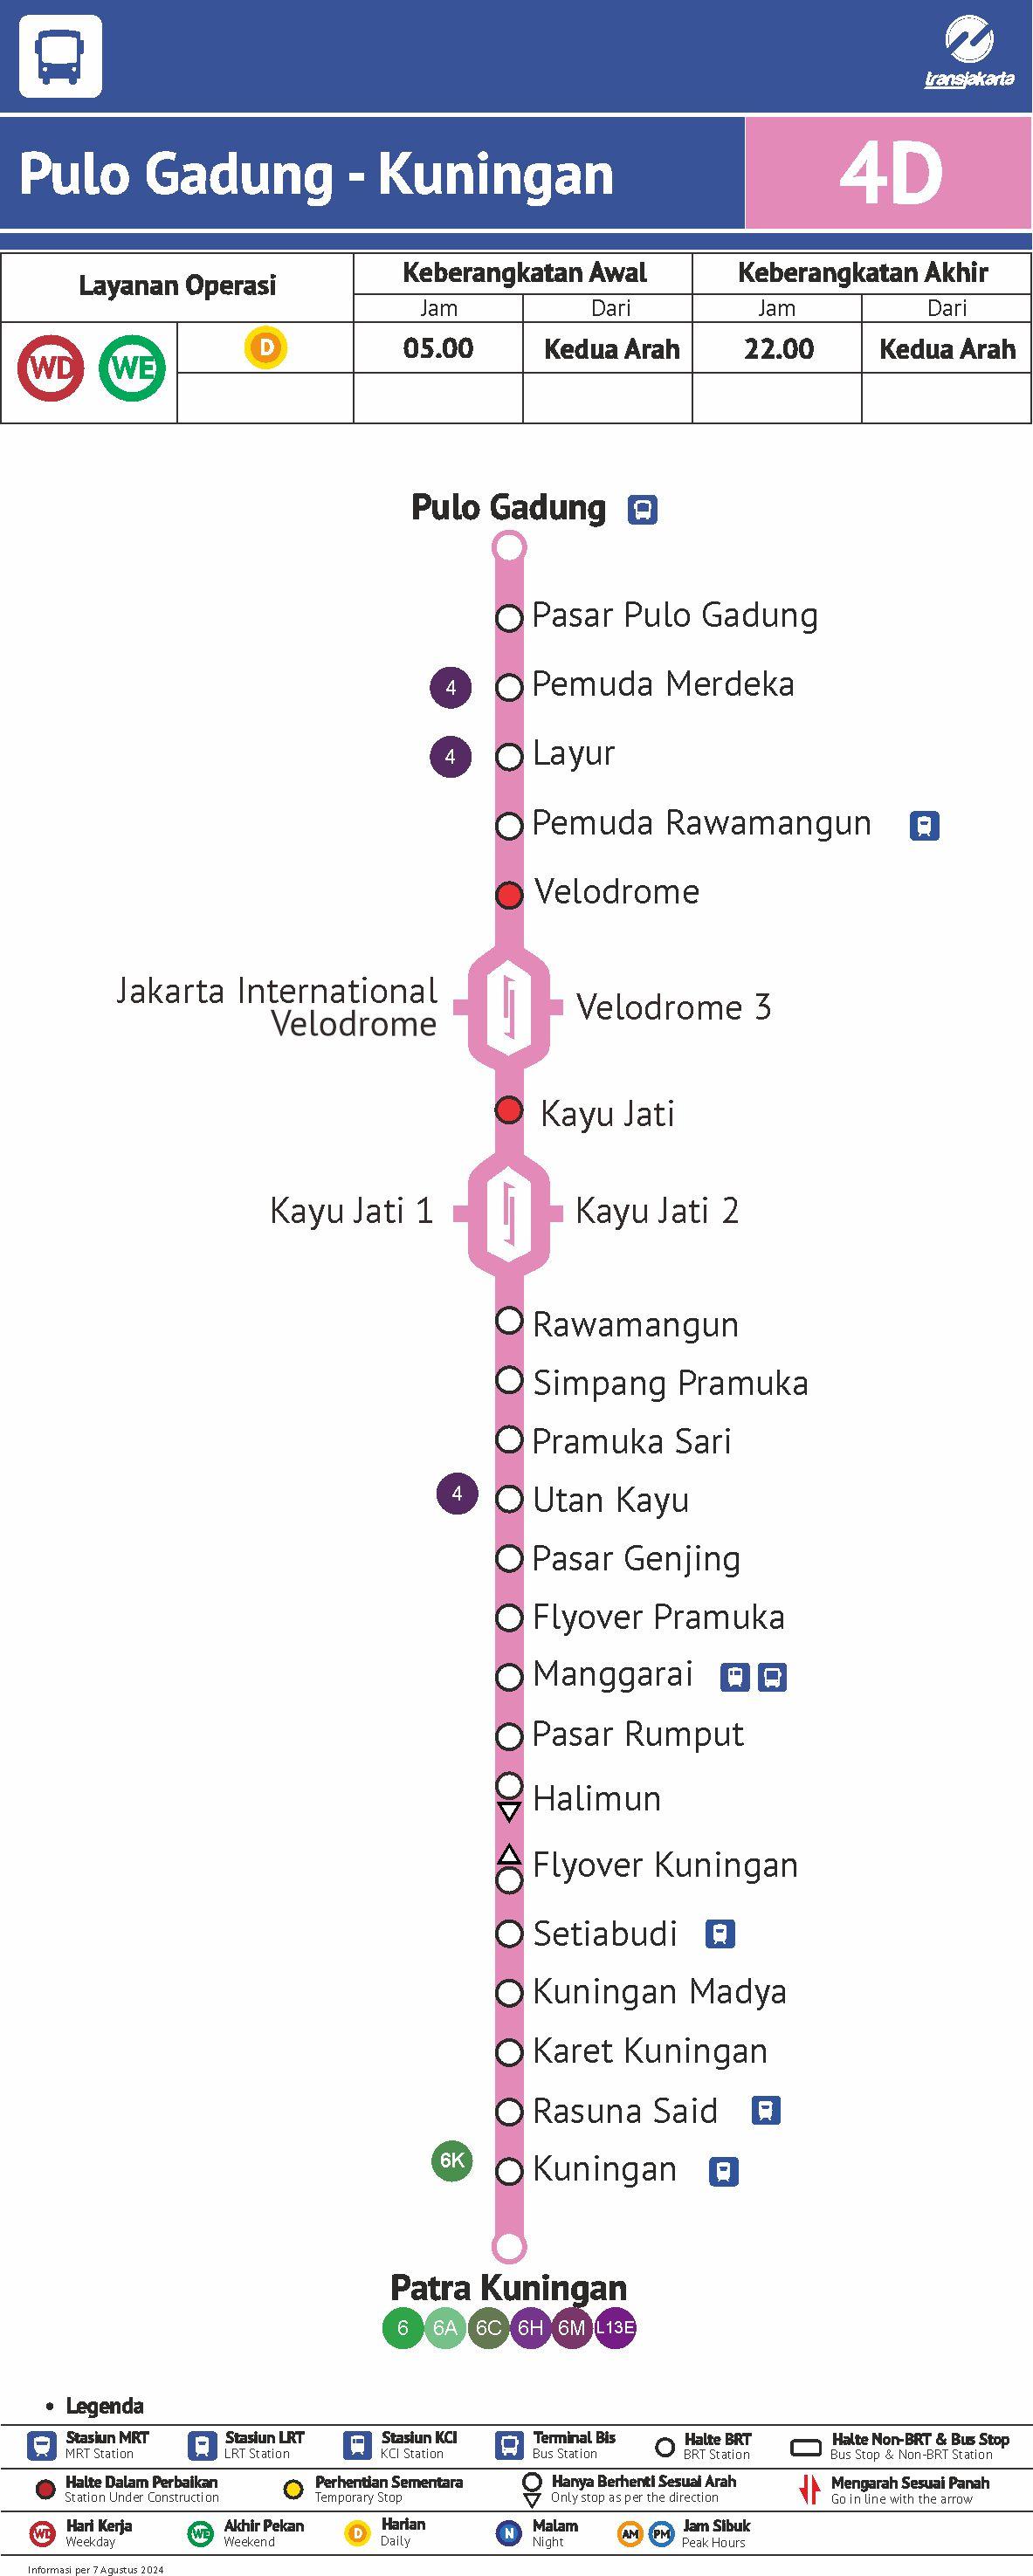 transjakarta
Pulo Gadung - Kuningan
4D
Layanan Operasi
Keberangkatan Awal
Keberangkatan Akhir
Jam
Dari
Jam
Dari
WD
WE
D
05.00
Kedua Arah
22.00
Kedua Arah
Pulo Gadung
Pasar Pulo Gadung
4
Pemuda Merdeka
4
Layur
Pemuda Rawamangun
Velodrome
Jakarta International
Velodrome
Velodrome 3
Kayu Jati
Kayu Jati 1
Kayu Jati 2
Rawamangun
Simpang Pramuka
Pramuka Sari
4
Utan Kayu
Pasar Genjing
Flyover Pramuka
Manggarai
Pasar Rumput
Halimun
Flyover Kuningan
Setiabudi
Kuningan Madya
Karet Kuningan
Rasuna Said
6K
Kuningan
Patra Kuningan
6 6A 6C 6H 6M L13E
• Legenda
Stasiun MRT
MRT Station
Stasiun LRT
LRT Station
Stasiun KCI
KCI Station
Terminal Bis
Bus Station
Halte BRT
BRT Station
Halte Non-BRT & Bus Stop
Bus Stop & Non-BRT Station
Halte Dalam Perbaikan
Station Under Construction
Perhentian Sementara
Temporary Stop
Hanya Berhenti Sesuai Arah
Only stop as per the direction
Mengarah Sesuai Panah
Go in line with the arrow
WD
Hari Kerja
Weekday
WE
Akhir Pekan
Weekend
D
Harian
Daily
N
Malam
Night
AM
PM
Jam Sibuk
Peak Hours
Informasi per 7 Agustus 2024